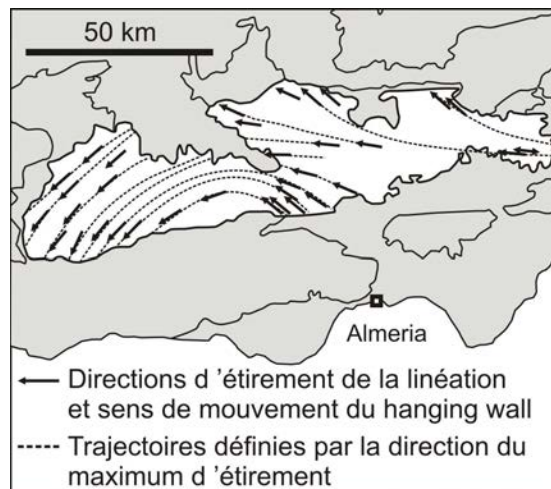 50 km
Almeria
Directions d 'étirement de la linéation
et sens de mouvement du hanging wall
Trajectoires définies par la direction du
maximum d 'étirement